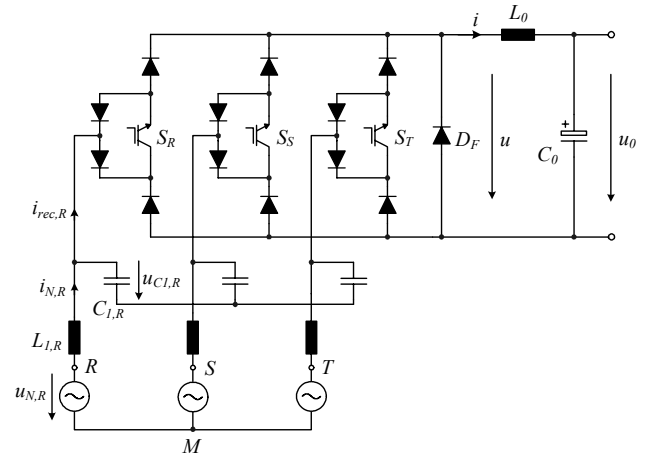 i
L0
SR
SS
ST
DF
u
+
C0
u0
irec,R
iN,R
uC1,R
C1,R
L1,R
R
S
T
uN,R
M